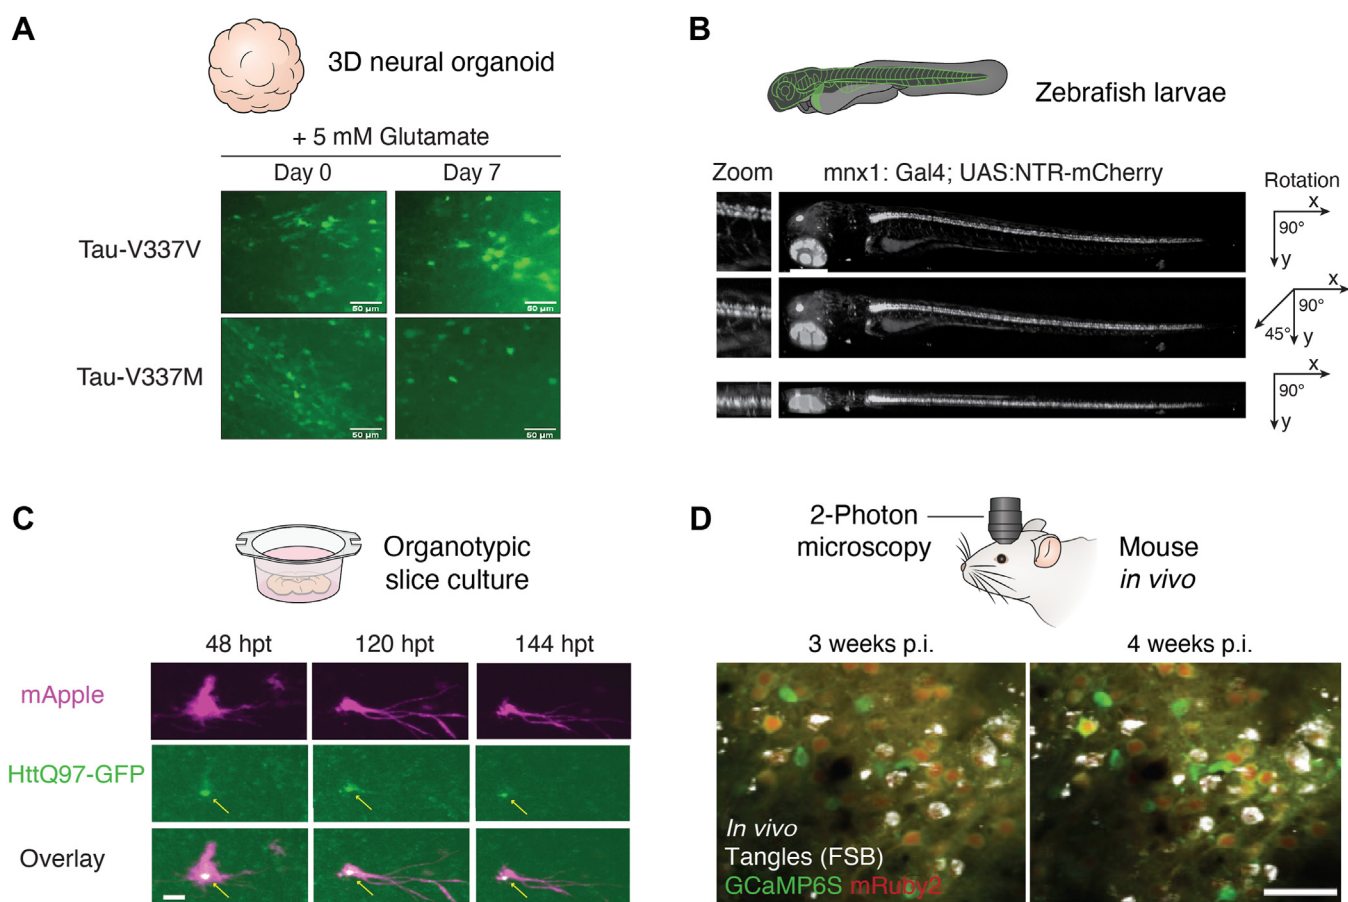 A
3D neural organoid
+ 5 mM Glutamate
Day 0
Day 7
Tau-V337V
50 µm
50 µm
Tau-V337M
50 µm
50 µm
B
Zebrafish larvae
Zoom
mnx1: Gal4; UAS:NTR-mCherry
Rotation
x
90°
y
x
90°
45°
y
x
90°
y
C
Organotypic
slice culture
48 hpt
120 hpt
144 hpt
mApple
HttQ97-GFP
Overlay
D
2-Photon
microscopy
Mouse
in vivo
3 weeks p.i.
4 weeks p.i.
In vivo
Tangles (FSB)
GCaMP6S mRuby2